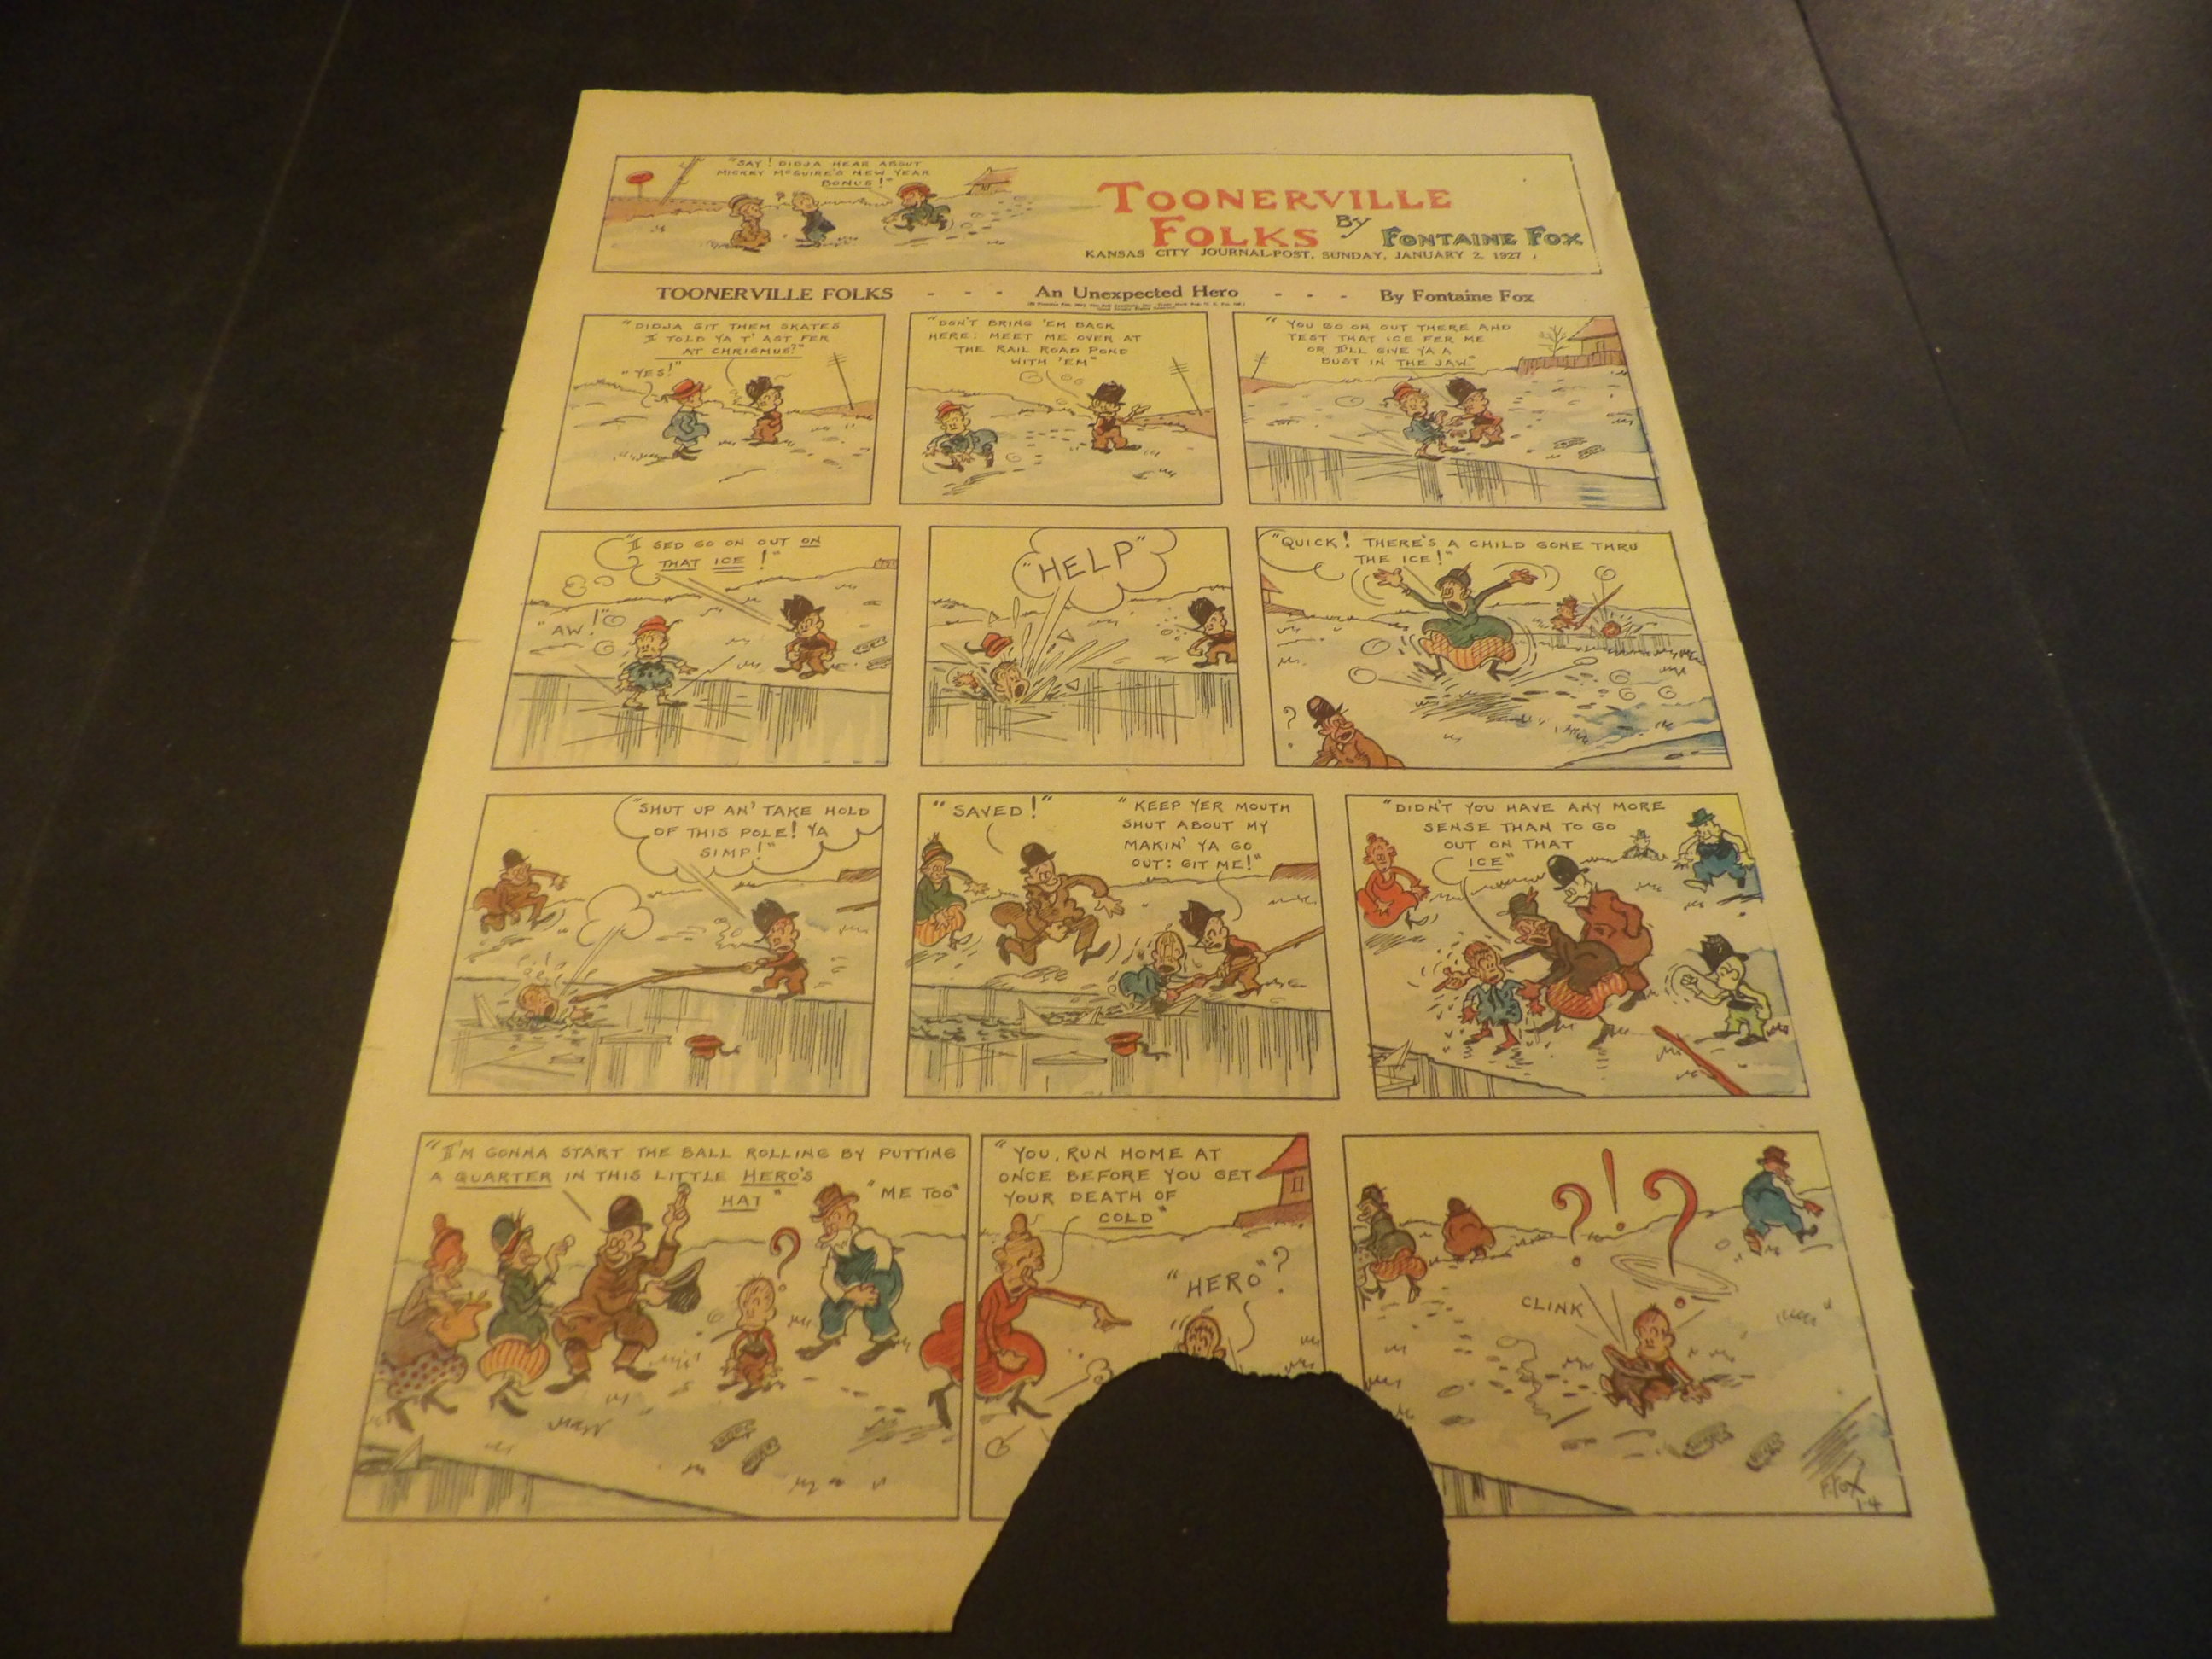 "SAY! DIDJA HEAR ABOUT
MICKEY McGUIRE'S NEW YEAR
BONUS!"
?
TOONERVILLE
FOLKS BY FONTAINE FOX
KANSAS CITY JOURNAL-POST, SUNDAY, JANUARY 2, 1927
TOONERVILLE FOLKS - - - An Unexpected Hero - - - By Fontaine Fox
"DIDJA GIT THEM SKATES
I TOLD YA T' AST FER
AT CHRISMUS?"
"YES!"
"DON'T BRING 'EM BACK
HERE: MEET ME OVER AT
THE RAIL ROAD POND
WITH 'EM"
"YOU GO ON OUT THERE AND
TEST THAT ICE FER ME
OR I'LL GIVE YA A
BUST IN THE JAW"
"I SED GO ON OUT ON
THAT ICE!"
"AW!"
"HELP"
"QUICK! THERE'S A CHILD GONE THRU
THE ICE!"
?
"SHUT UP AN' TAKE HOLD
OF THIS POLE! YA
SIMP!"
"SAVED!"
"KEEP YER MOUTH
SHUT ABOUT MY
MAKIN' YA GO
OUT: GIT ME!"
"DIDN'T YOU HAVE ANY MORE
SENSE THAN TO GO
OUT ON THAT
ICE"
"I'M GONNA START THE BALL ROLLING BY PUTTING
A QUARTER IN THIS LITTLE HERO'S
HAT"
"ME TOO"
?
"YOU, RUN HOME AT
ONCE BEFORE YOU GET
YOUR DEATH OF
COLD"
"HERO"?
? ! ?
CLINK
F. FOX
1-4